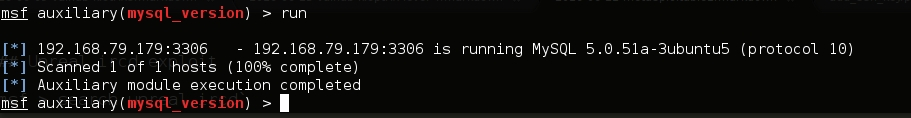 msf auxiliary(mysql_version) > run
[*] 192.168.79.179:3306   - 192.168.79.179:3306 is running MySQL 5.0.51a-3ubuntu5 (protocol 10)
[*] Scanned 1 of 1 hosts (100% complete)
[*] Auxiliary module execution completed
msf auxiliary(mysql_version) >